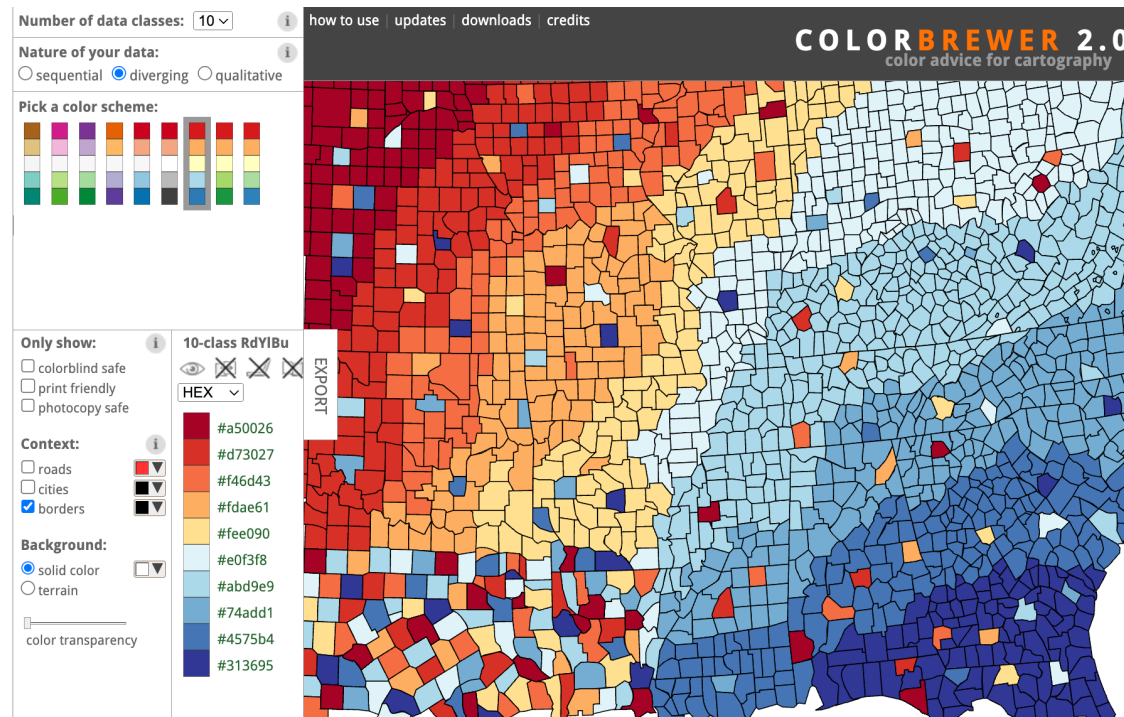 Number of data classes: 10
how to use | updates | downloads | credits
COLORBREWER 2.0
color advice for cartography
Nature of your data:
sequential diverging qualitative
Pick a color scheme:
Only show:
colorblind safe
print friendly
photocopy safe
Context:
roads
cities
borders
Background:
solid color
terrain
color transparency
10-class RdYlBu
HEX
#a50026
#d73027
#f46d43
#fdae61
#fee090
#e0f3f8
#abd9e9
#74add1
#4575b4
#313695
EXPORT